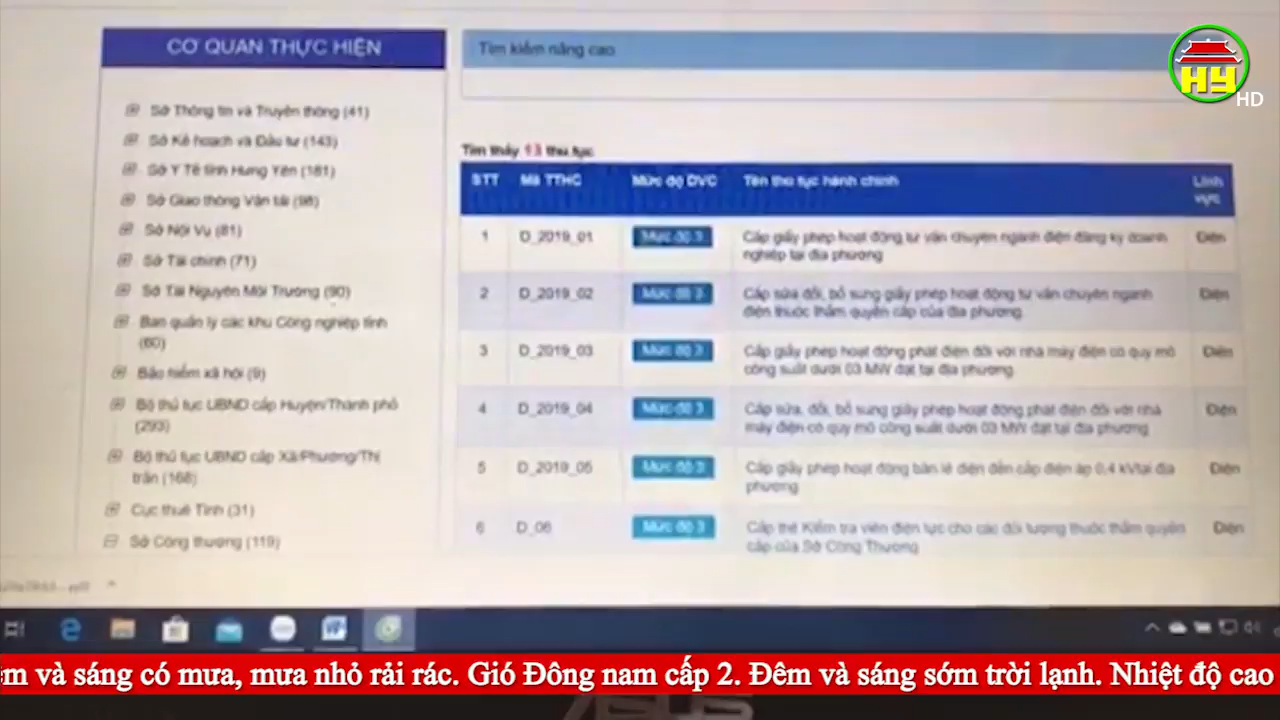 CƠ QUAN THỰC HIỆN
Sở Thông tin và Truyền thông (41)
Sở Kế hoạch và Đầu tư (143)
Sở Y Tế tỉnh Hưng Yên (181)
Sở Giao thông Vận tải (98)
Sở Nội Vụ (81)
Sở Tài chính (71)
Sở Tài Nguyên Môi Trường (90)
Ban quản lý các khu Công nghiệp tỉnh
(60)
Bảo hiểm xã hội (9)
Bộ thủ tục UBND cấp Huyện/Thành phố
(293)
Bộ thủ tục UBND cấp Xã/Phường/Thị
trấn (168)
Cục thuế Tỉnh (31)
Sở Công thương (119)
Tìm kiếm nâng cao
Tìm thấy 13 thủ tục
STT Mã TTHC Mức độ DVC Tên thủ tục hành chính Lĩnh
vực
1 D_2019_01 Mức độ 3 Cấp giấy phép hoạt động tư vấn chuyên ngành điện đăng ký doanh Điện
nghiệp tại địa phương
2 D_2019_02 Mức độ 3 Cấp sửa đổi, bổ sung giấy phép hoạt động tư vấn chuyên ngành Điện
điện thuộc thẩm quyền cấp của địa phương
3 D_2019_03 Mức độ 3 Cấp giấy phép hoạt động phát điện đối với nhà máy điện có quy mô Điện
công suất dưới 03 MW đặt tại địa phương
4 D_2019_04 Mức độ 3 Cấp sửa, đổi, bổ sung giấy phép hoạt động phát điện đối với nhà Điện
máy điện có quy mô công suất dưới 03 MW đặt tại địa phương
5 D_2019_05 Mức độ 3 Cấp giấy phép hoạt động bán lẻ điện đến cấp điện áp 0,4 kVtại địa Điện
phương
6 D_06 Mức độ 3 Cấp thẻ Kiểm tra viên điện lực cho các đối tượng thuộc thẩm quyền Điện
cấp của Sở Công Thương
HY
HD
êm và sáng có mưa, mưa nhỏ rải rác. Gió Đông nam cấp 2. Đêm và sáng sớm trời lạnh. Nhiệt độ cao
ASUS